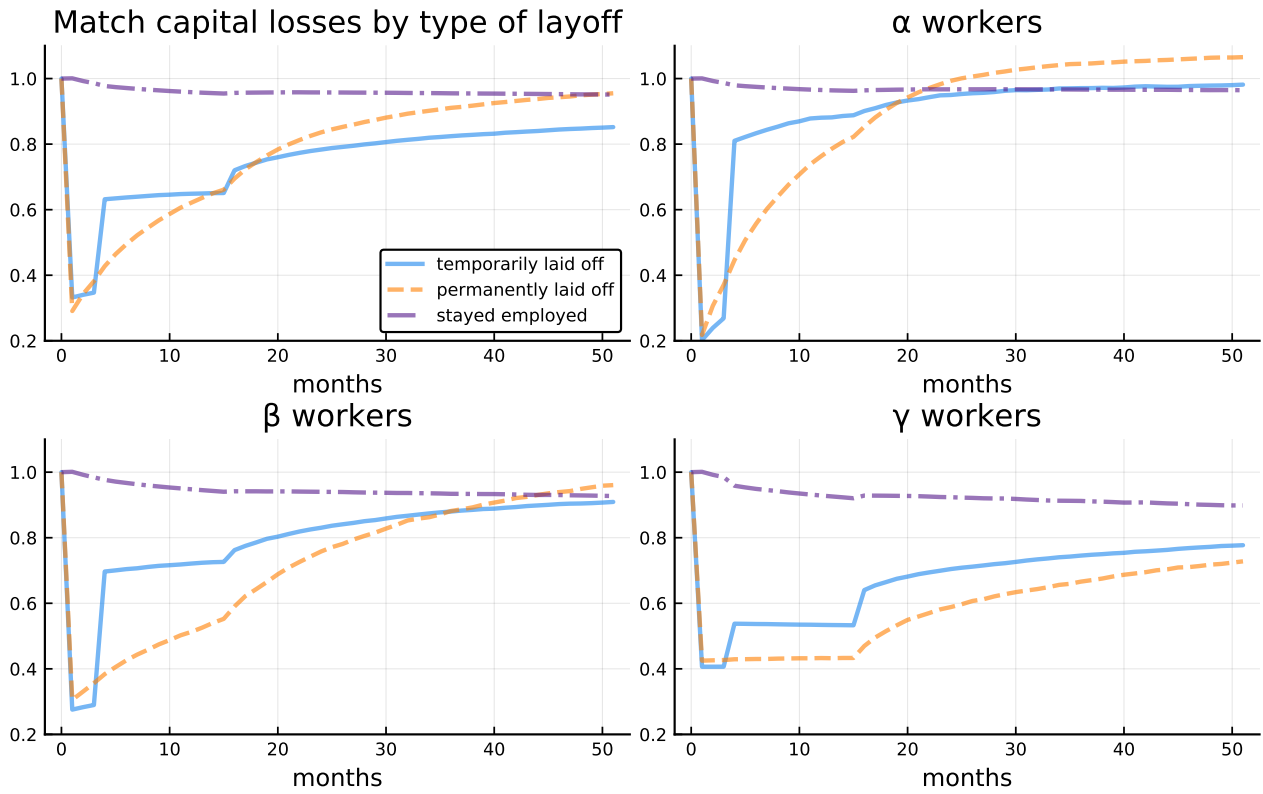 Match capital losses by type of layoff
1.0
0.8
0.6
0.4
0.2
0 10 20 30 40 50
months
temporarily laid off
permanently laid off
stayed employed
α workers
1.0
0.8
0.6
0.4
0.2
0 10 20 30 40 50
months
β workers
1.0
0.8
0.6
0.4
0.2
0 10 20 30 40 50
months
γ workers
1.0
0.8
0.6
0.4
0.2
0 10 20 30 40 50
months